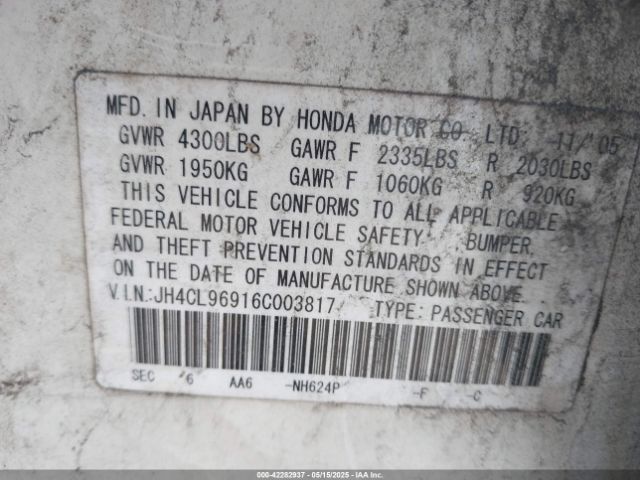 MFD. IN JAPAN BY HONDA MOTOR CO., LTD. 11/'05
GVWR 4300LBS GAWR F 2335LBS R 2030LBS
GVWR 1950KG GAWR F 1060KG R 920KG
THIS VEHICLE CONFORMS TO ALL APPLICABLE
FEDERAL MOTOR VEHICLE SAFETY, BUMPER,
AND THEFT PREVENTION STANDARDS IN EFFECT
ON THE DATE OF MANUFACTURE SHOWN ABOVE.
V.I.N.:JH4CL96916C003817 TYPE: PASSENGER CAR
SEC '6 AA6 -NH624P -F -C
000-42282937 - 05/15/2025 - IAA Inc.